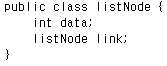 public class listNode {
    int data;
    listNode link;
}